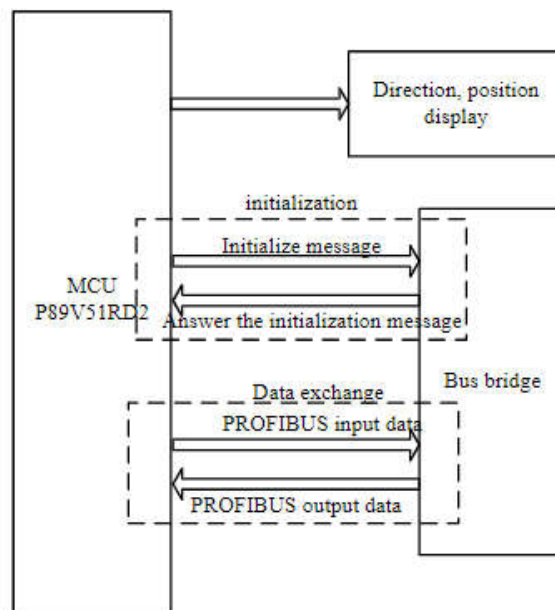 Direction, position
display
initialization
Initialize message
MCU
P89V51RD2
Answer the initialization message
Bus bridge
Data exchange
PROFIBUS input data
PROFIBUS output data